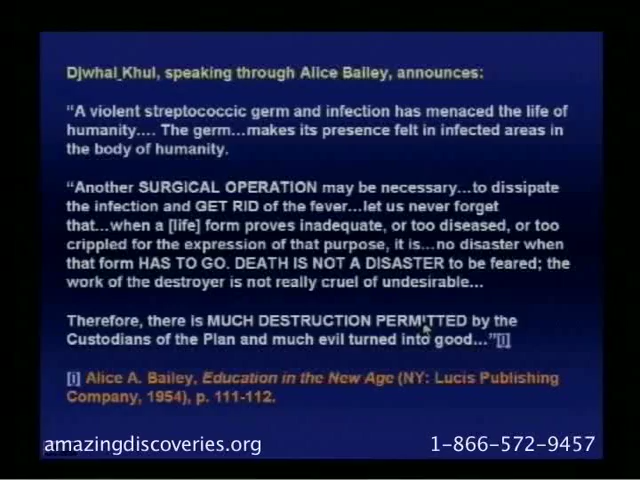 Djwhal Khul, speaking through Alice Bailey, announces:
“A violent streptococcic germ and infection has menaced the life of
humanity…. The germ…makes its presence felt in infected areas in
the body of humanity.
“Another SURGICAL OPERATION may be necessary…to dissipate
the infection and GET RID of the fever…let us never forget
that…when a [life] form proves inadequate, or too diseased, or too
crippled for the expression of that purpose, it is…no disaster when
that form HAS TO GO. DEATH IS NOT A DISASTER to be feared; the
work of the destroyer is not really cruel of undesirable…
Therefore, there is MUCH DESTRUCTION PERMITTED by the
Custodians of the Plan and much evil turned into good…”[i]
[i] Alice A. Bailey, Education in the New Age (NY: Lucis Publishing
Company, 1954), p. 111-112.
amazingdiscoveries.org 1-866-572-9457